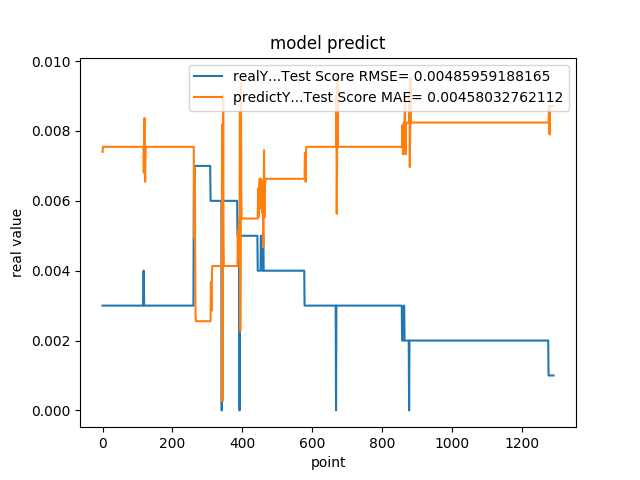 model predict
realY...Test Score RMSE= 0.00485959188165
predictY...Test Score MAE= 0.00458032762112
real value
0.010
0.008
0.006
0.004
0.002
0.000
0 200 400 600 800 1000 1200
point